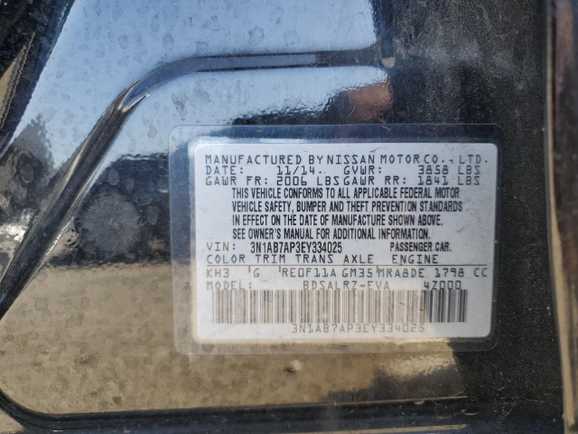 MANUFACTURED BY NISSAN MOTOR CO., LTD.
DATE: 11/14 GVWR: 3858 LBS
GAWR FR: 2006 LBS GAWR RR: 1841 LBS
THIS VEHICLE CONFORMS TO ALL APPLICABLE FEDERAL MOTOR
VEHICLE SAFETY, BUMPER AND THEFT PREVENTION STANDARDS
IN EFFECT ON THE DATE OF MANUFACTURE SHOWN ABOVE.
SEE OWNER'S MANUAL FOR ADDITIONAL INFORMATION.
VIN: 3N1AB7AP3EY334025 PASSENGER CAR.
COLOR TRIM TRANS AXLE ENGINE
KH3 G RE0F11A GM35 MRA8DE 1798 CC
MODEL: BDSALR7-EVA 4Z000
3N1AB7AP3EY334025